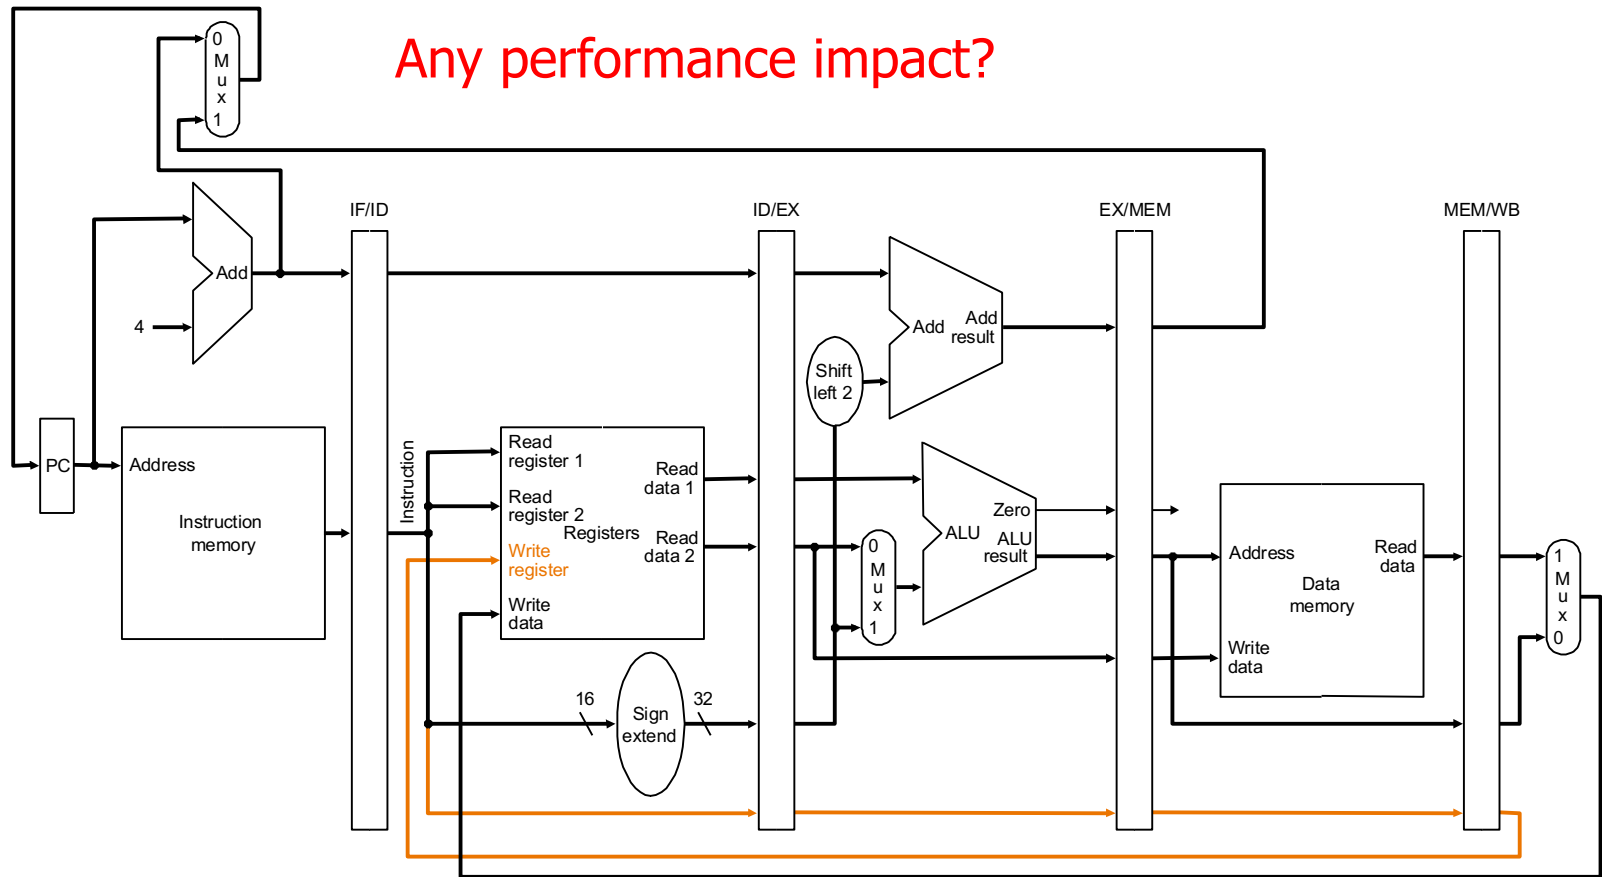 Any performance impact?
0
M
u
x
1
IF/ID
ID/EX
EX/MEM
MEM/WB
Add
4
Add
Add
result
Shift
left 2
PC
Address
Instruction
memory
Instruction
Read
register 1
Read
register 2
Write
register
Write
data
Registers
Read
data 1
Read
data 2
0
M
u
x
1
ALU
Zero
ALU
result
Address
Write
data
Data
memory
Read
data
1
M
u
x
0
16
Sign
extend
32